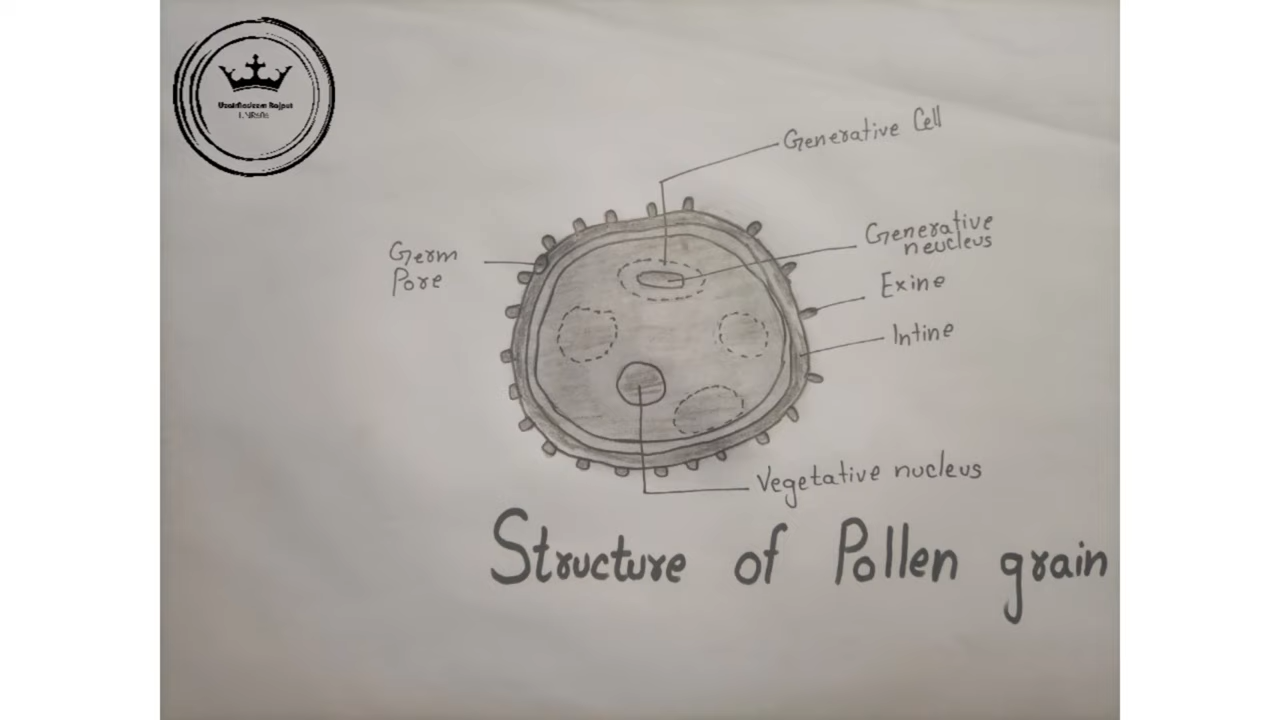 Generative Cell
Generative
neucleus
Germ
Pore
Exine
Intine
Vegetative nucleus
Structure of Pollen grain